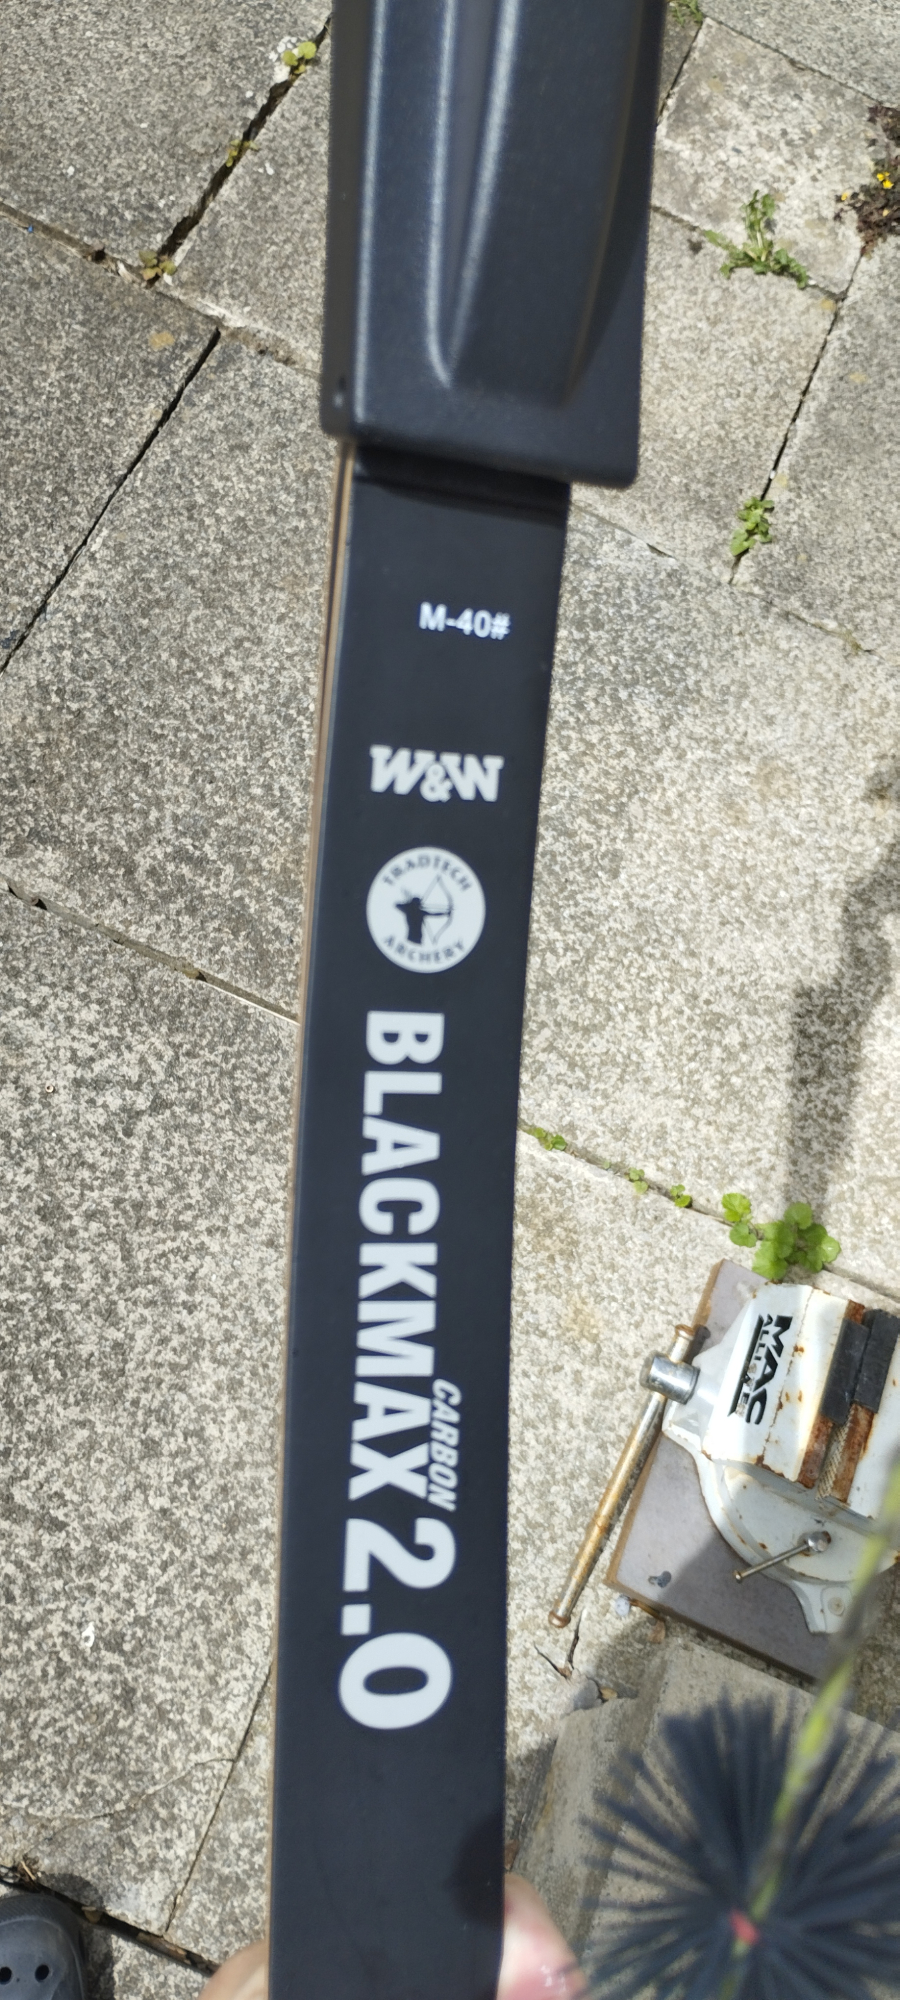 M-40#
W&W
TRADTECH
ARCHERY
BLACKMAX
CARBON
2.0
MAC